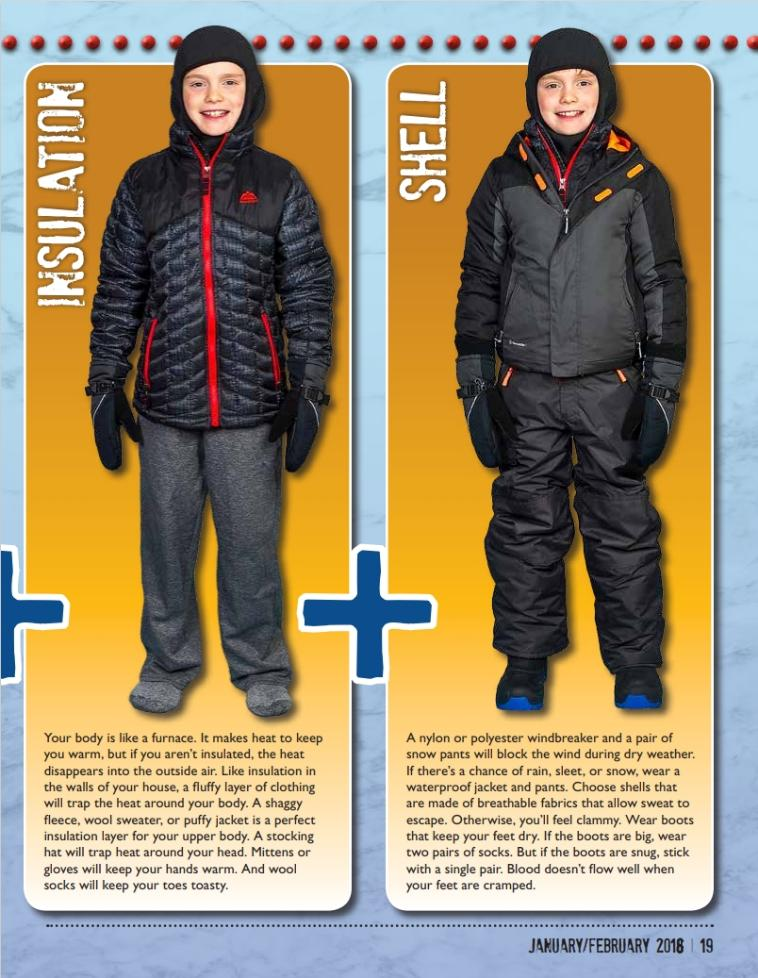 INSULATION
Your body is like a furnace. It makes heat to keep
you warm, but if you aren't insulated, the heat
disappears into the outside air. Like insulation in
the walls of your house, a fluffy layer of clothing
will trap the heat around your body. A shaggy
fleece, wool sweater, or puffy jacket is a perfect
insulation layer for your upper body. A stocking
hat will trap heat around your head. Mittens or
gloves will keep your hands warm. And wool
socks will keep your toes toasty.
SHELL
A nylon or polyester windbreaker and a pair of
snow pants will block the wind during dry weather.
If there's a chance of rain, sleet, or snow, wear a
waterproof jacket and pants. Choose shells that
are made of breathable fabrics that allow sweat to
escape. Otherwise, you'll feel clammy. Wear boots
that keep your feet dry. If the boots are big, wear
two pairs of socks. But if the boots are snug, stick
with a single pair. Blood doesn't flow well when
your feet are cramped.
JANUARY/FEBRUARY 2018 | 19